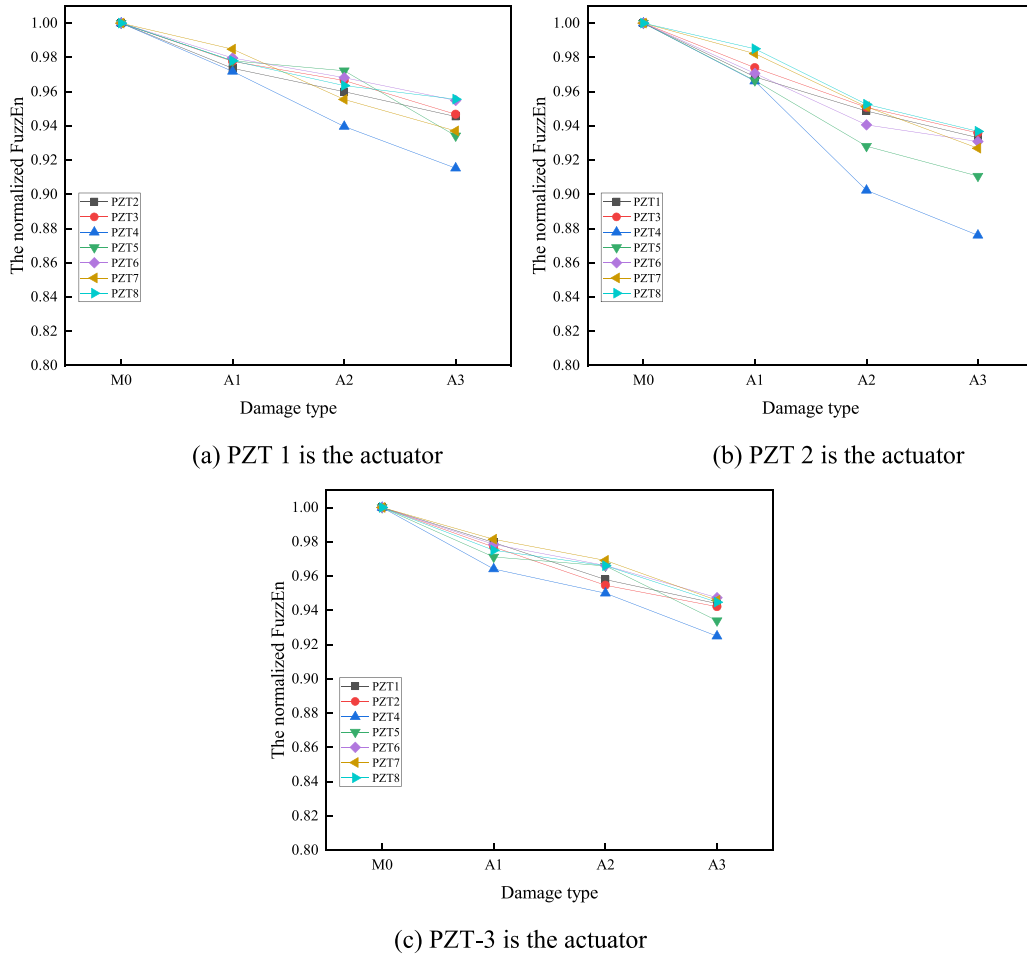 The normalized FuzzEn
1.00
0.98
0.96
0.94
0.92
0.90
0.88
0.86
0.84
0.82
0.80
PZT2
PZT3
PZT4
PZT5
PZT6
PZT7
PZT8
M0 A1 A2 A3
Damage type
(a) PZT 1 is the actuator
The normalized FuzzEn
1.00
0.98
0.96
0.94
0.92
0.90
0.88
0.86
0.84
0.82
0.80
PZT1
PZT3
PZT4
PZT5
PZT6
PZT7
PZT8
M0 A1 A2 A3
Damage type
(b) PZT 2 is the actuator
The normalized FuzzEn
1.00
0.98
0.96
0.94
0.92
0.90
0.88
0.86
0.84
0.82
0.80
PZT1
PZT2
PZT4
PZT5
PZT6
PZT7
PZT8
M0 A1 A2 A3
Damage type
(c) PZT-3 is the actuator